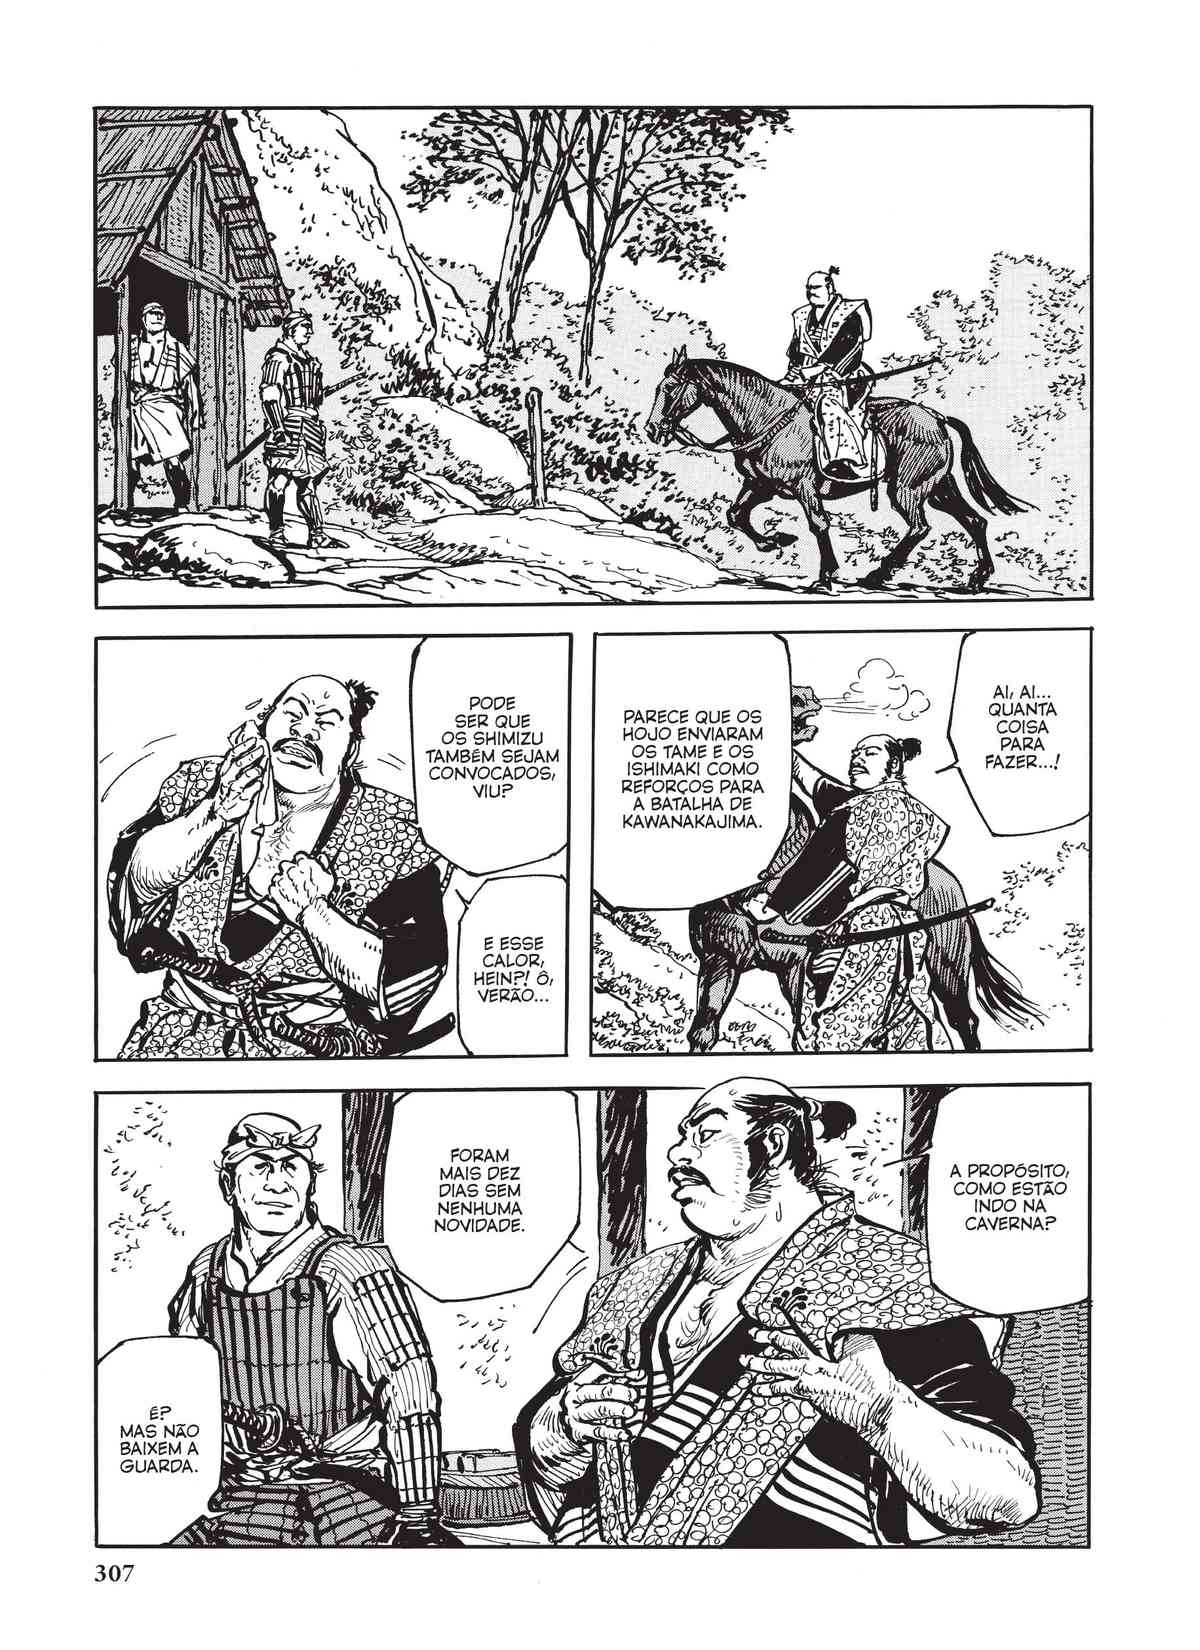 AI, AI...
QUANTA
COISA
PARA
FAZER...!
PARECE QUE OS
HOJO ENVIARAM
OS TAME E OS
ISHIMAKI COMO
REFORÇOS PARA
A BATALHA DE
KAWANAKAJIMA.
PODE
SER QUE
OS SHIMIZU
TAMBÉM SEJAM
CONVOCADOS,
VIU?
E ESSE
CALOR,
HEIN?! Ô,
VERÃO...
A PROPÓSITO,
COMO ESTÃO
INDO NA
CAVERNA?
FORAM
MAIS DEZ
DIAS SEM
NENHUMA
NOVIDADE.
É?
MAS NÃO
BAIXEM A
GUARDA.
307